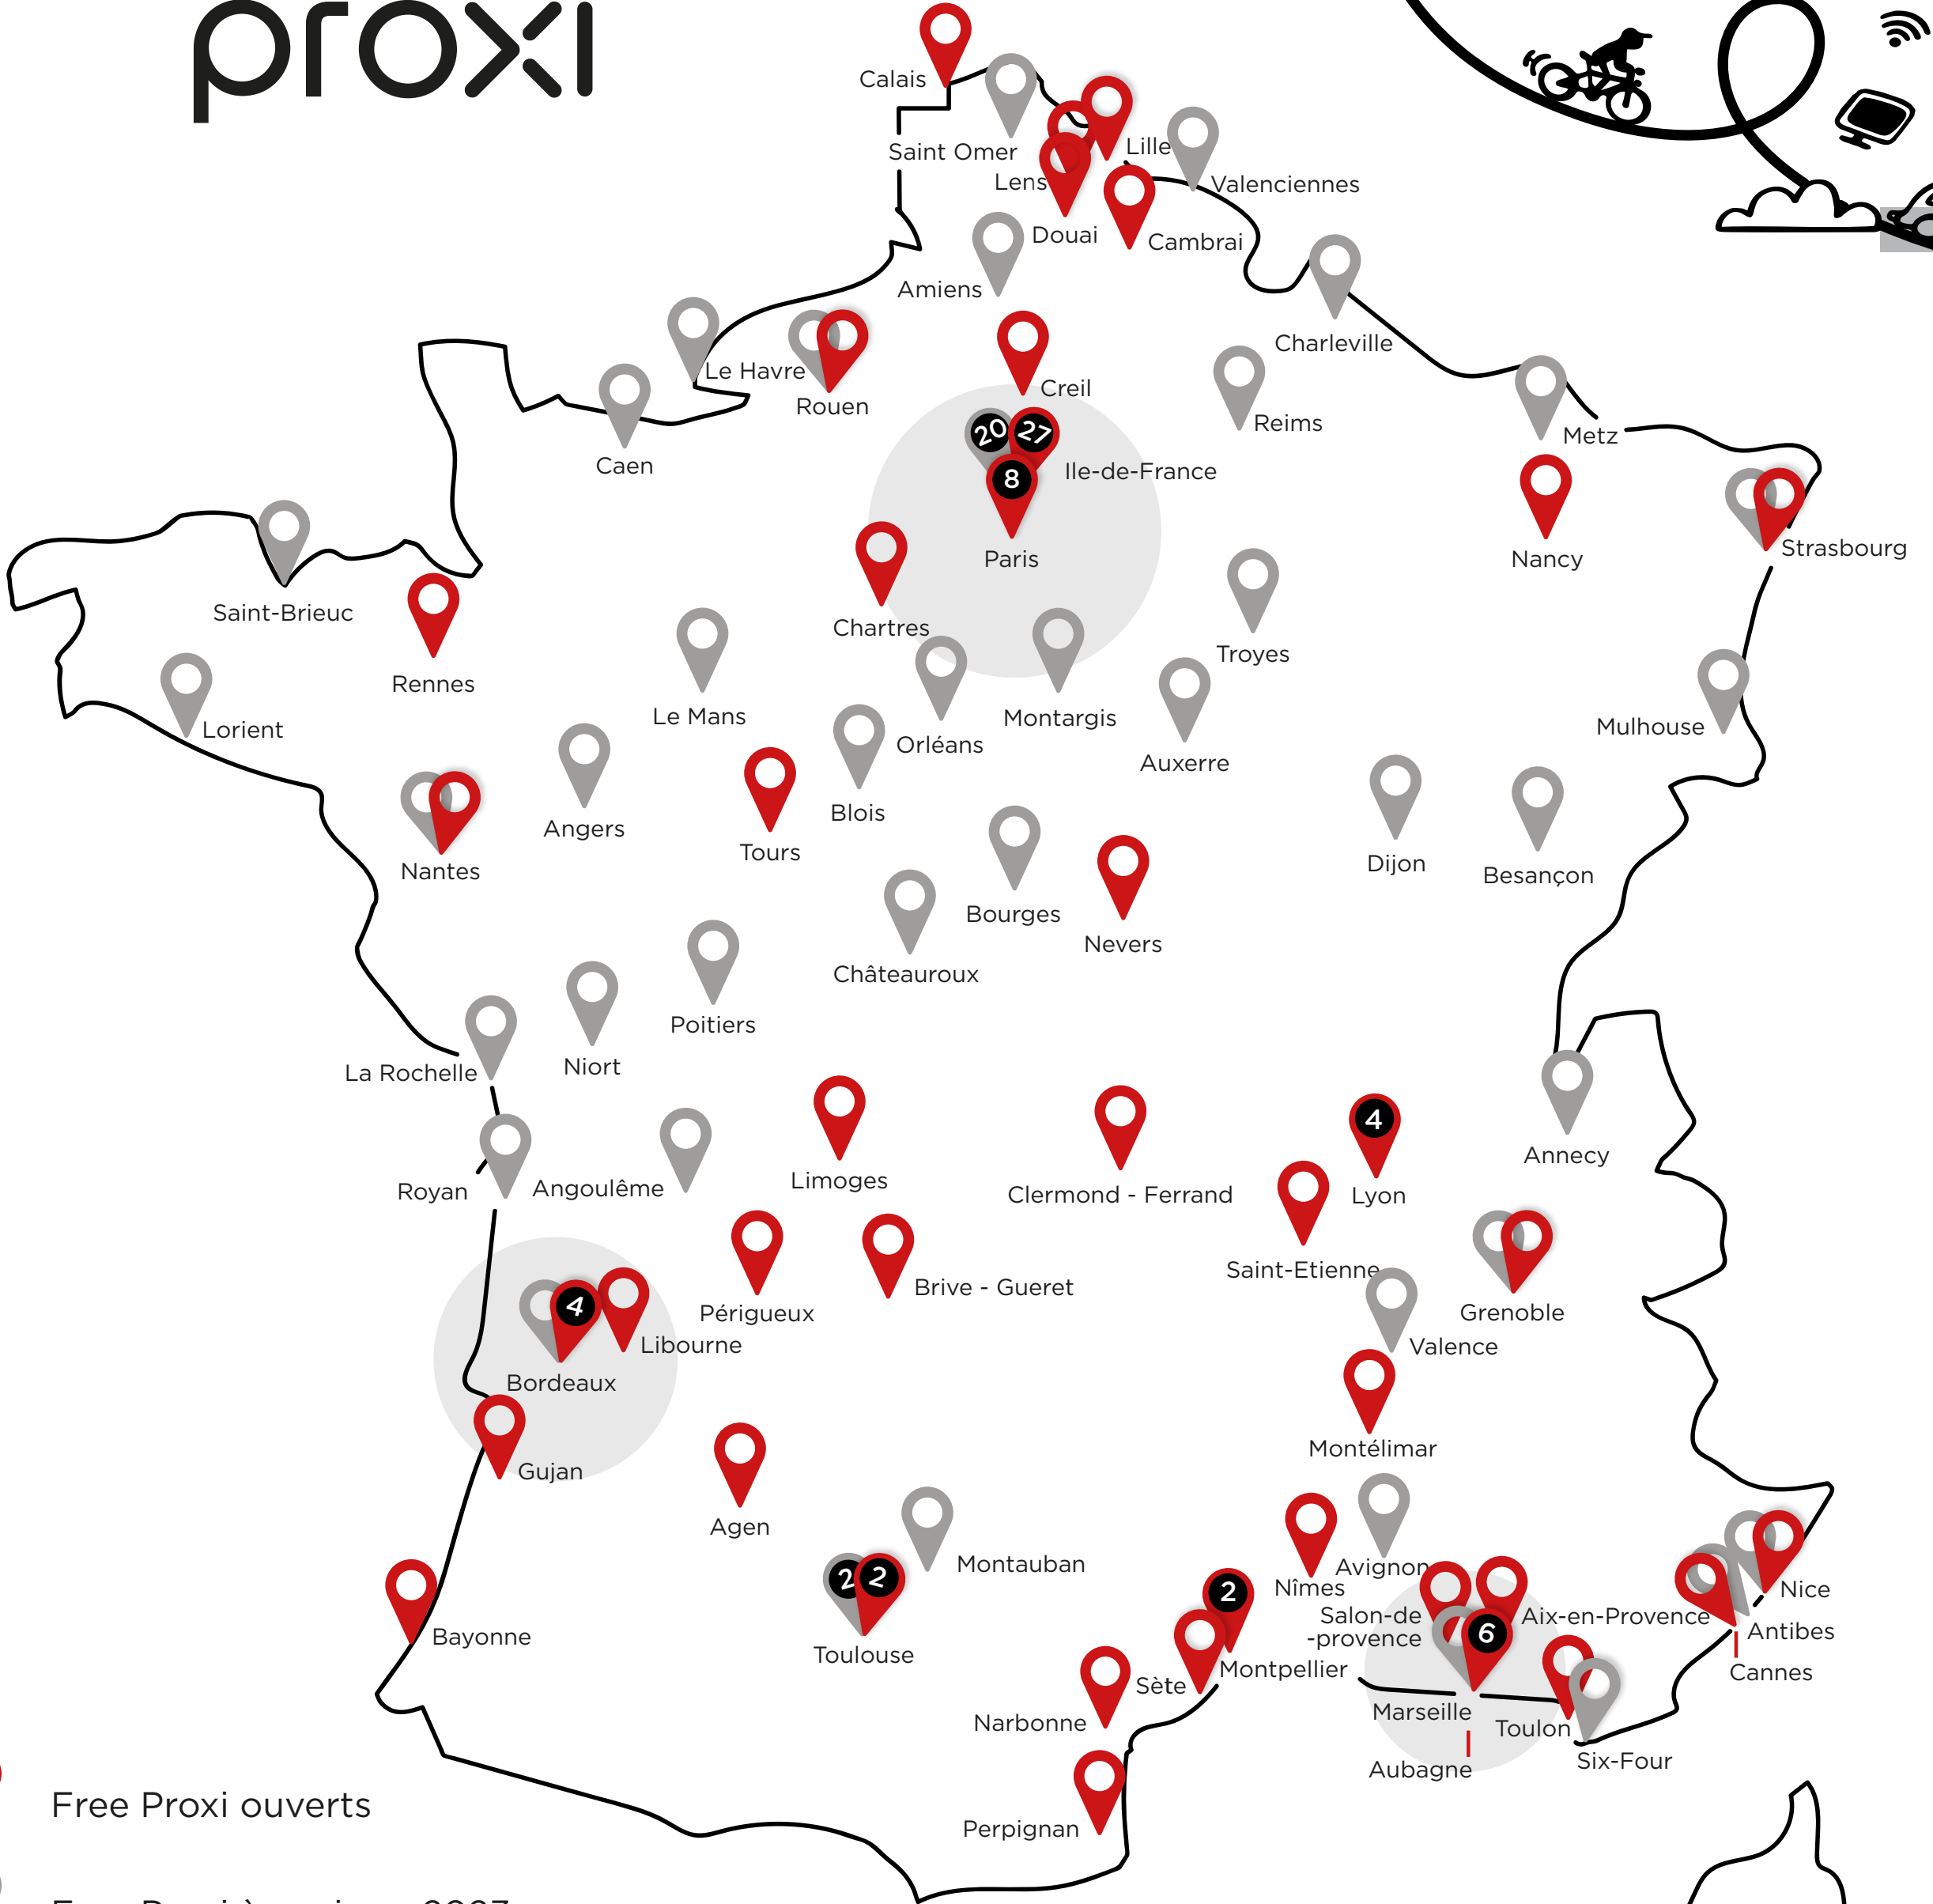 proxi
Calais
Saint Omer
Lille
Lens
Valenciennes
Douai
Cambrai
Amiens
Charleville
Le Havre
Rouen
Creil
Reims
Caen
Metz
20
27
Ile-de-France
8
Paris
Nancy
Strasbourg
Saint-Brieuc
Chartres
Troyes
Rennes
Le Mans
Montargis
Lorient
Orléans
Mulhouse
Auxerre
Angers
Blois
Tours
Nantes
Dijon
Besançon
Bourges
Nevers
Châteauroux
Poitiers
Niort
La Rochelle
4
Lyon
Annecy
Royan
Angoulême
Limoges
Clermond - Ferrand
Saint-Etienne
Brive - Gueret
Périgueux
Grenoble
4
Libourne
Valence
Bordeaux
Montélimar
Gujan
Agen
Montauban
Avignon
Nîmes
2
2
Toulouse
2
Nice
Salon-de
-provence
Aix-en-Provence
6
Antibes
Bayonne
Montpellier
Cannes
Sète
Narbonne
Marseille
Toulon
Aubagne
Six-Four
Perpignan
Free Proxi ouverts